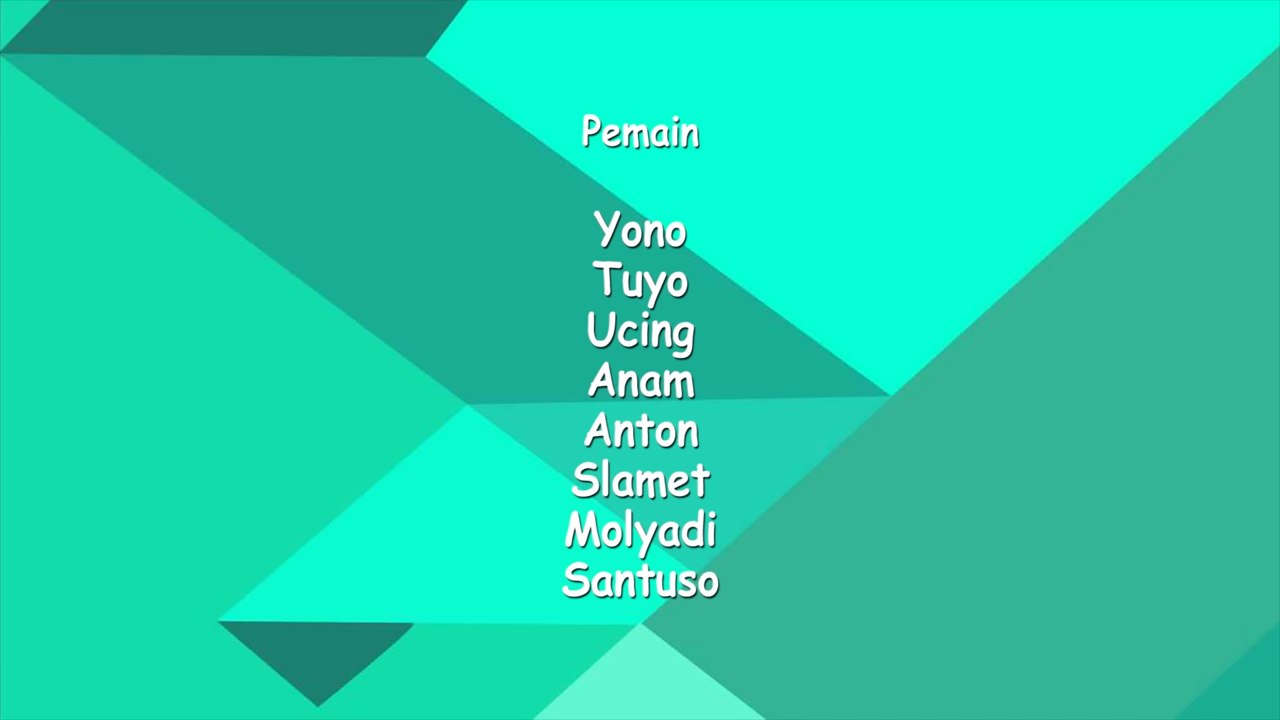 Pemain
Yono
Tuyo
Ucing
Anam
Anton
Slamet
Molyadi
Santuso